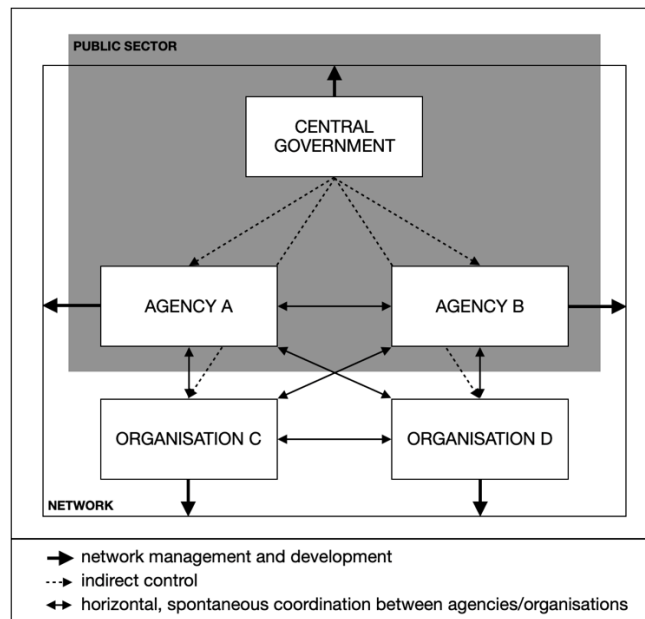 PUBLIC SECTOR
CENTRAL
GOVERNMENT
AGENCY A
AGENCY B
ORGANISATION C
ORGANISATION D
NETWORK
network management and development
indirect control
horizontal, spontaneous coordination between agencies/organisations